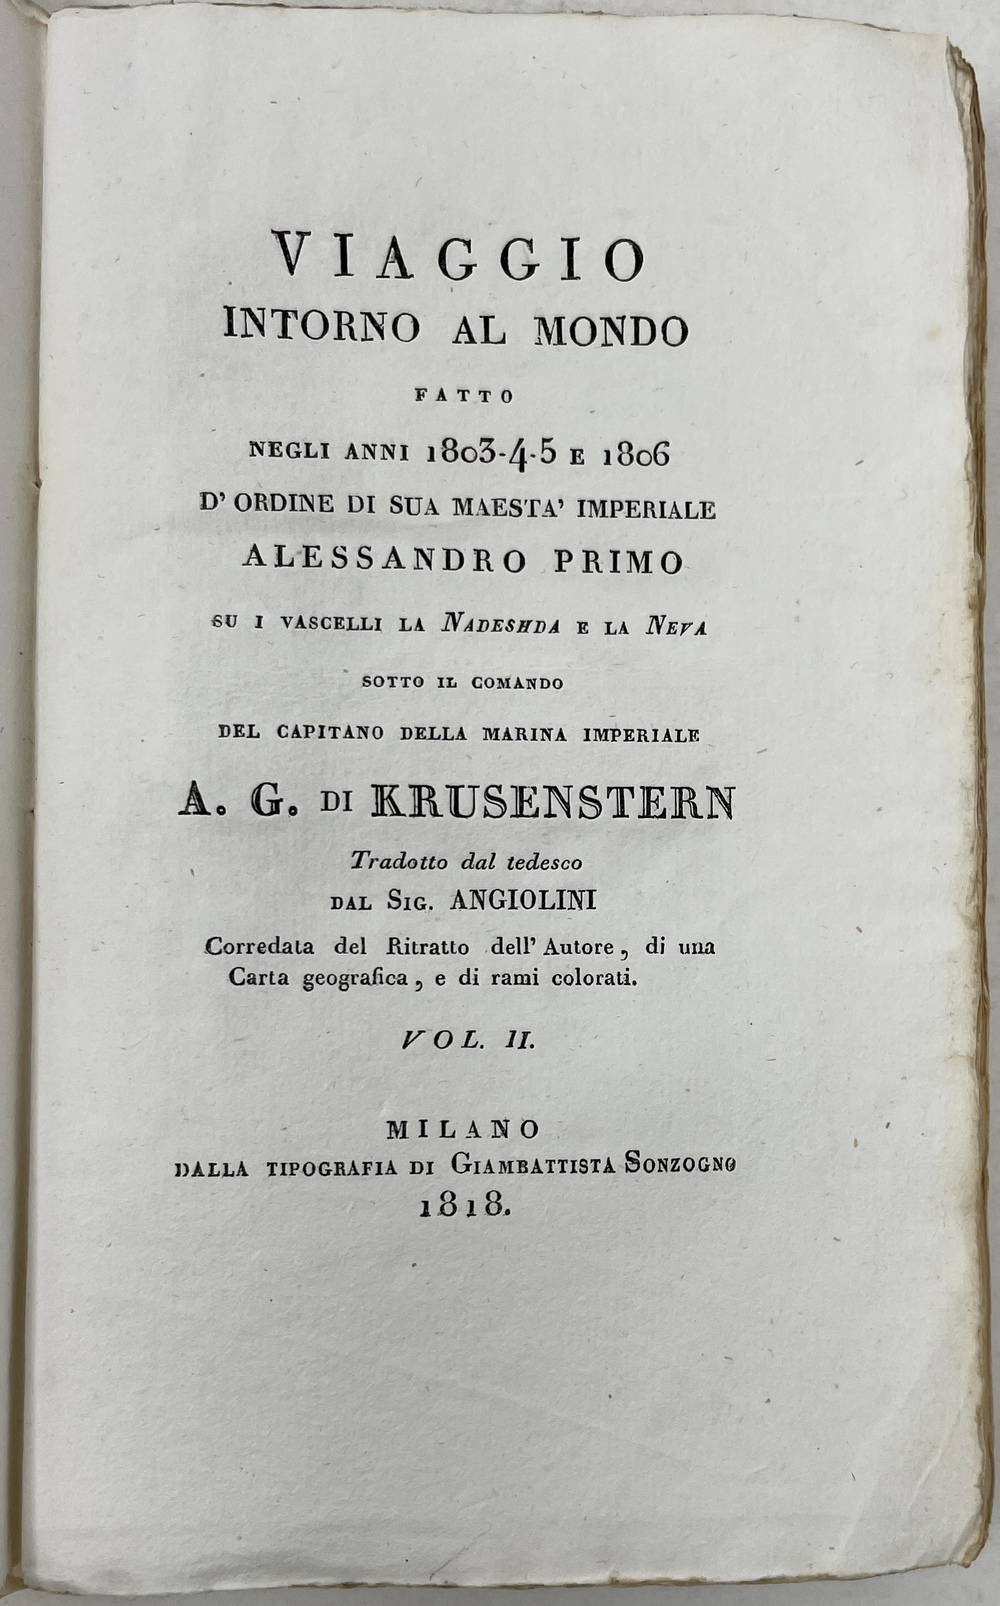 VIAGGIO
INTORNO AL MONDO
FATTO
NEGLI ANNI 1803-4-5 E 1806
D' ORDINE DI SUA MAESTA' IMPERIALE
ALESSANDRO PRIMO
SU I VASCELLI LA NADESHDA E LA NEVA
SOTTO IL COMANDO
DEL CAPITANO DELLA MARINA IMPERIALE
A. G. DI KRUSENSTERN
Tradotto dal tedesco
DAL SIG. ANGIOLINI
Corredata del Ritratto dell' Autore, di una
Carta geografica, e di rami colorati.
VOL. II.
MILANO
DALLA TIPOGRAFIA DI GIAMBATTISTA SONZOGNO
1818.